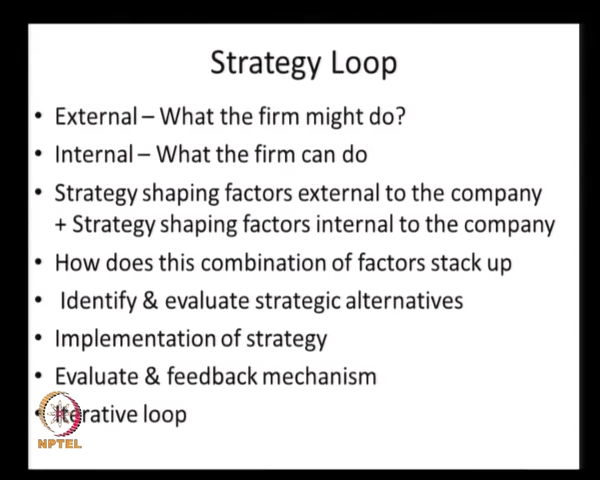 Strategy Loop
• External – What the firm might do?
• Internal – What the firm can do
• Strategy shaping factors external to the company
+ Strategy shaping factors internal to the company
• How does this combination of factors stack up
• Identify & evaluate strategic alternatives
• Implementation of strategy
• Evaluate & feedback mechanism
• Iterative loop
NPTEL